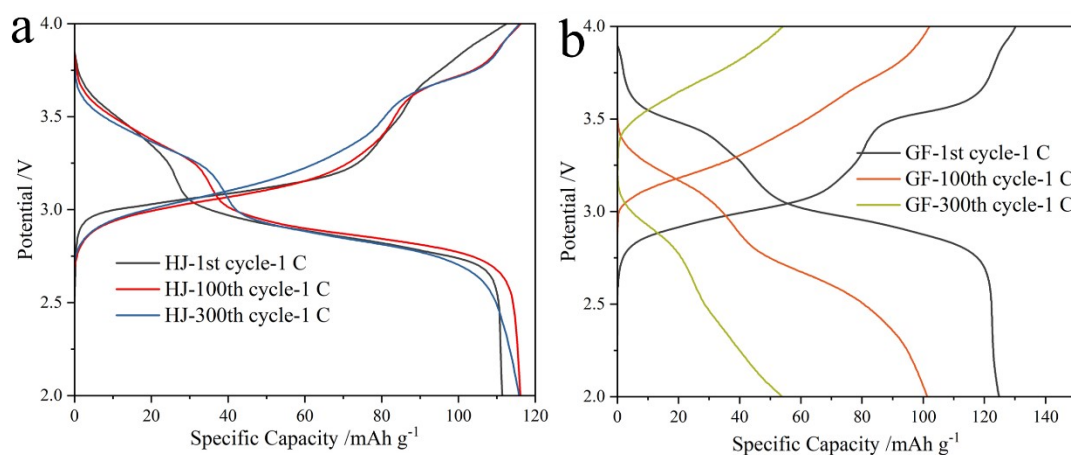 a
4.0
3.5
3.0
2.5
2.0
Potential /V
HJ-1st cycle-1 C
HJ-100th cycle-1 C
HJ-300th cycle-1 C
0 20 40 60 80 100 120
Specific Capacity /mAh g⁻¹
b
4.0
3.5
3.0
2.5
2.0
Potential /V
GF-1st cycle-1 C
GF-100th cycle-1 C
GF-300th cycle-1 C
0 20 40 60 80 100 120 140
Specific Capacity /mAh g⁻¹